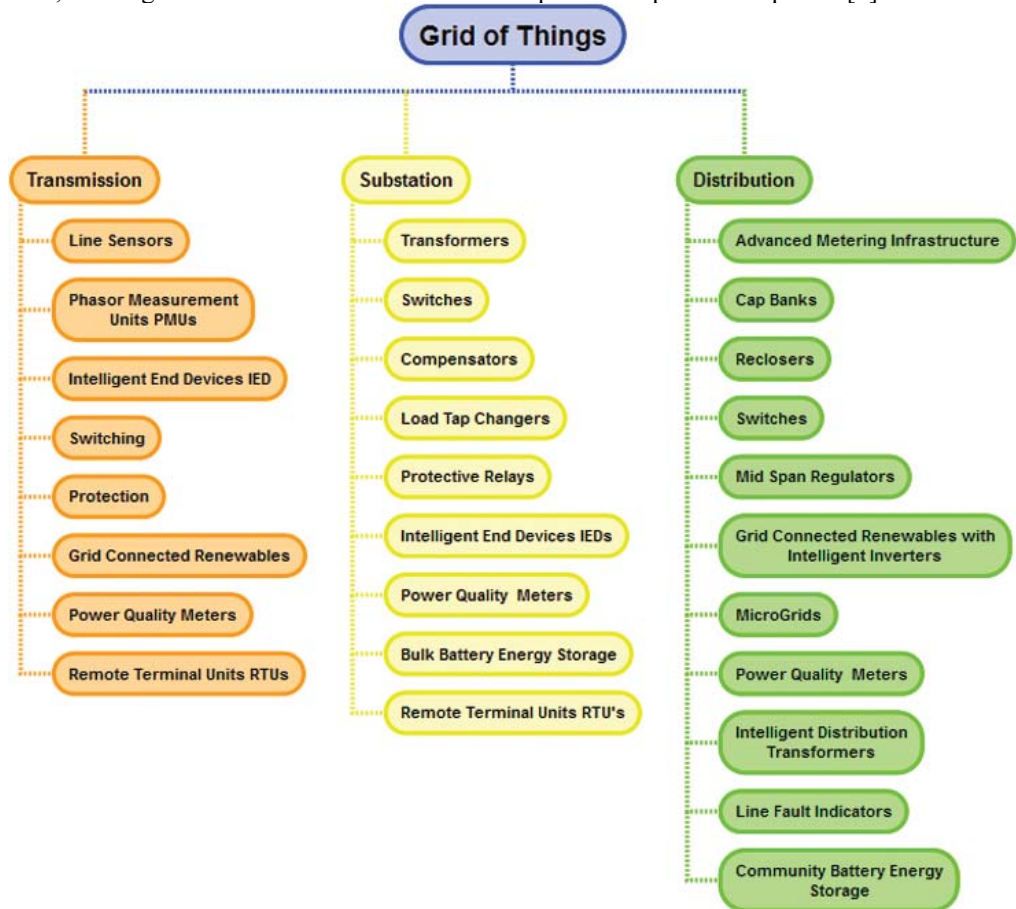 Grid of Things
Transmission
Line Sensors
Phasor Measurement
Units PMUs
Intelligent End Devices IED
Switching
Protection
Grid Connected Renewables
Power Quality Meters
Remote Terminal Units RTUs
Substation
Transformers
Switches
Compensators
Load Tap Changers
Protective Relays
Intelligent End Devices IEDs
Power Quality  Meters
Bulk Battery Energy Storage
Remote Terminal Units RTU's
Distribution
Advanced Metering Infrastructure
Cap Banks
Reclosers
Switches
Mid Span Regulators
Grid Connected Renewables with
Intelligent Inverters
MicroGrids
Power Quality  Meters
Intelligent Distribution
Transformers
Line Fault Indicators
Community Battery Energy
Storage